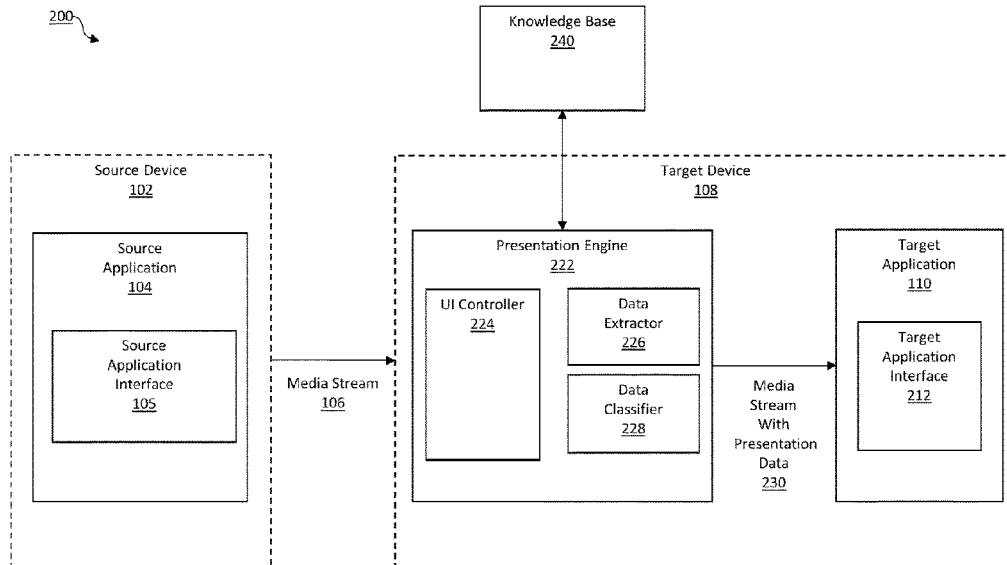 200
Knowledge Base
240
Source Device
102
Source
Application
104
Source
Application
Interface
105
Media Stream
106
Target Device
108
Presentation Engine
222
UI Controller
224
Data
Extractor
226
Data
Classifier
228
Media
Stream
With
Presentation
Data
230
Target
Application
110
Target
Application
Interface
212